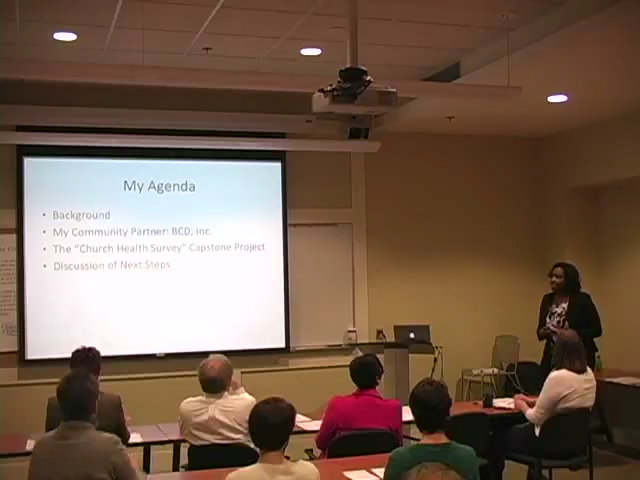 My Agenda
• Background
• My Community Partner: BCD, Inc.
• The "Church Health Survey" Capstone Project
• Discussion of Next Steps